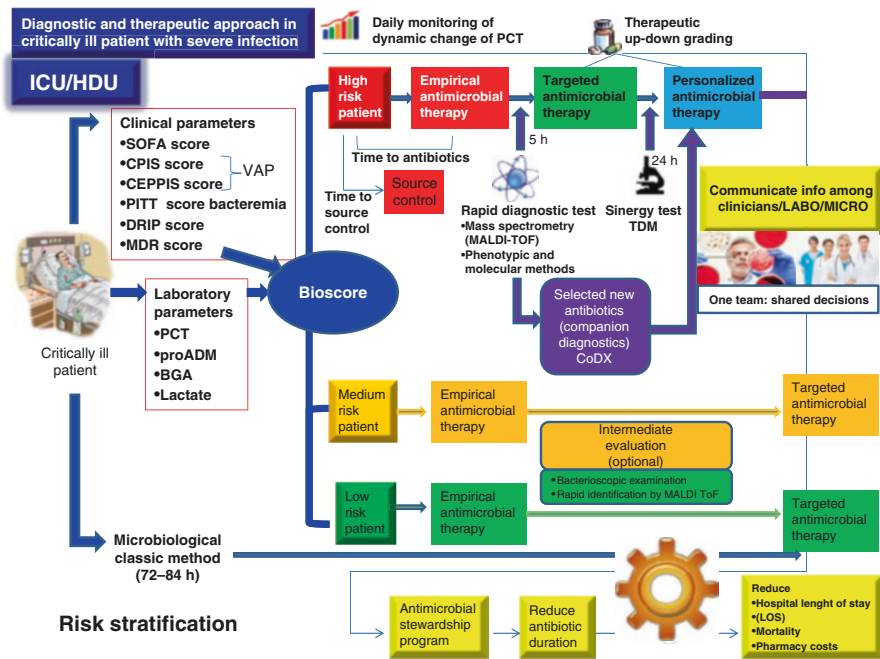 Diagnostic and therapeutic approach in
critically ill patient with severe infection
ICU/HDU
Daily monitoring of
dynamic change of PCT
Therapeutic
up-down grading
Clinical parameters
•SOFA score
•CPIS score
•CEPPIS score
VAP
•PITT score bacteremia
•DRIP score
•MDR score
High
risk
patient
Empirical
antimicrobial
therapy
Targeted
antimicrobial
therapy
Personalized
antimicrobial
therapy
5 h
24 h
Time to antibiotics
Time to
source
control
Source
control
Rapid diagnostic test
•Mass spectrometry
(MALDI-TOF)
•Phenotypic and
molecular methods
Sinergy test
TDM
Communicate info among
clinicians/LABO/MICRO
One team: shared decisions
Critically ill
patient
Laboratory
parameters
•PCT
•proADM
•BGA
•Lactate
Bioscore
Selected new
antibiotics
(companion
diagnostics)
CoDX
Medium
risk
patient
Empirical
antimicrobial
therapy
Targeted
antimicrobial
therapy
Intermediate
evaluation
(optional)
•Bacterioscopic examination
•Rapid identification by MALDI ToF
Low
risk
patient
Empirical
antimicrobial
therapy
Targeted
antimicrobial
therapy
Microbiological
classic method
(72–84 h)
Risk stratification
Antimicrobial
stewardship
program
Reduce
antibiotic
duration
Reduce
•Hospital lenght of stay
•(LOS)
•Mortality
•Pharmacy costs